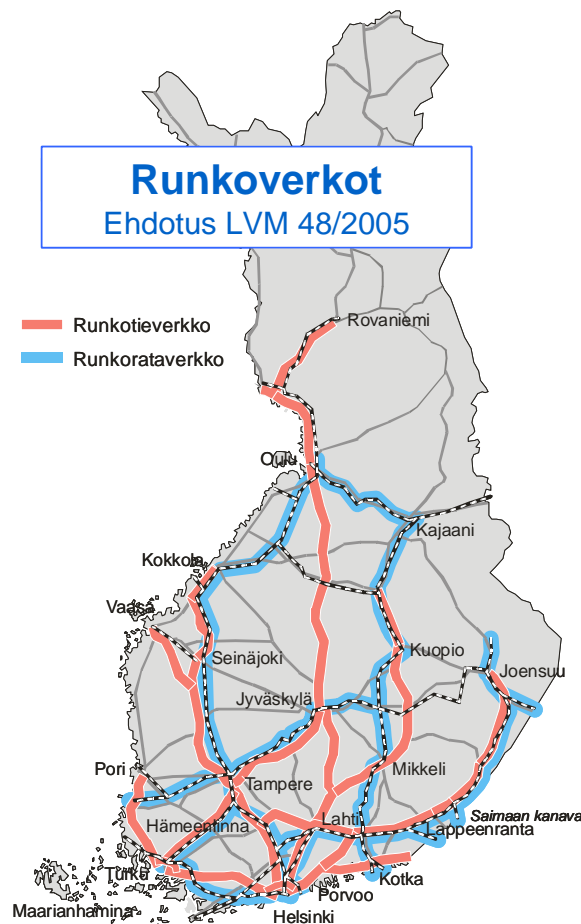 Runkoverkot
Ehdotus LVM 48/2005
Runkotieverkko
Runkorataverkko
Rovaniemi
Oulu
Kajaani
Kokkola
Vaasa
Seinäjoki
Kuopio
Joensuu
Jyväskylä
Pori
Tampere
Mikkeli
Saimaan kanava
Hämeenlinna
Lahti
Lappeenranta
Turku
Kotka
Porvoo
Maarianhamina
Helsinki